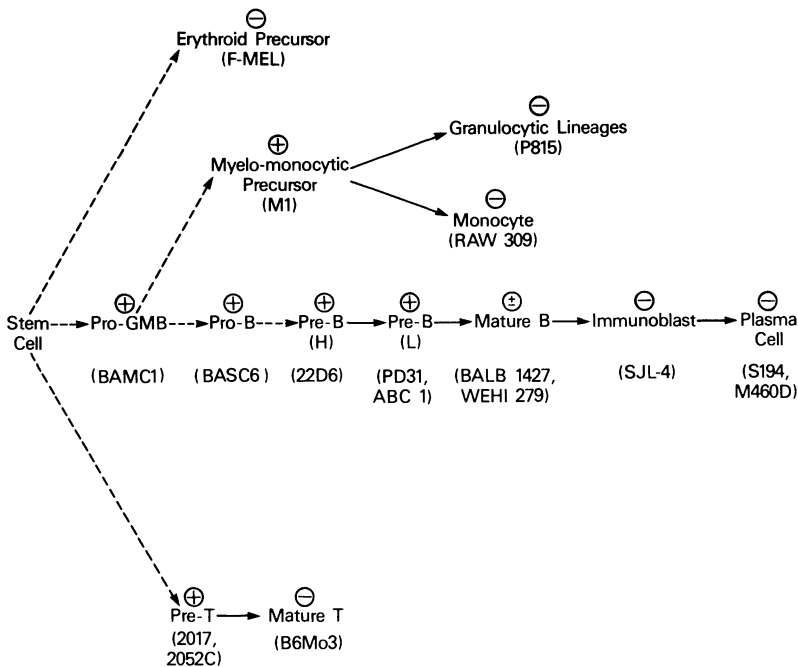 ⊖
Erythroid Precursor
(F-MEL)
⊕
Myelo-monocytic
Precursor
(M1)
⊖
Granulocytic Lineages
(P815)
⊖
Monocyte
(RAW 309)
Stem
Cell
⊕
Pro-GMB
(BAMC1)
⊕
Pro-B
(BASC6)
⊕
Pre-B
(H)
(22D6)
⊕
Pre-B
(L)
(PD31,
ABC 1)
±
Mature B
(BALB 1427,
WEHI 279)
⊖
Immunoblast
(SJL-4)
⊖
Plasma
Cell
(S194,
M460D)
⊕
Pre-T
(2017,
2052C)
⊖
Mature T
(B6Mo3)